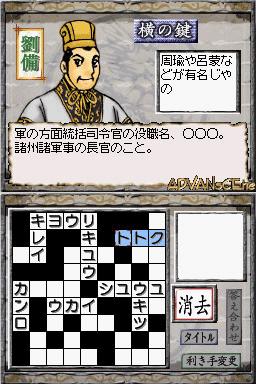 劉備
横の鍵
周瑜や呂蒙な
どが有名じゃ
の
軍の方面統括司令官の役職名、〇〇〇。
諸州諸軍事の長官のこと。
ADVANSCErie
キヨウリ
レキトトク
イユ
ウ
カイシユユ
ンウカウキ
ロツ
消去
答え合わせ
タイトル
利き手変更